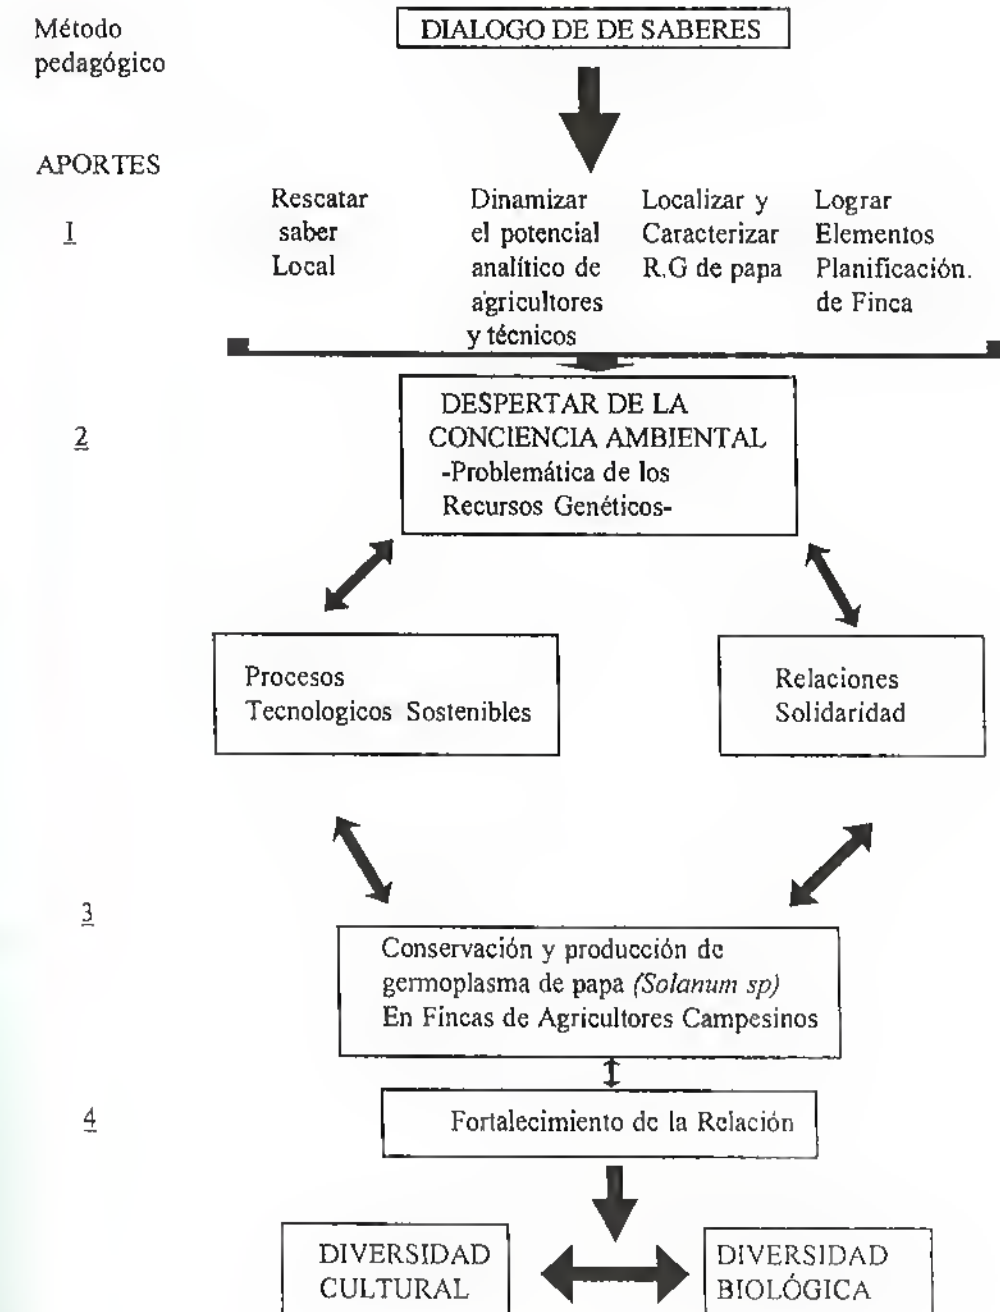 Método
pedagógico
DIALOGO DE DE SABERES
APORTES
1
Rescatar
saber
Local
Dinamizar
el potencial
analítico de
agricultores
y técnicos
Localizar y
Caracterizar
R.G de papa
Lograr
Elementos
Planificación.
de Finca
2
DESPERTAR DE LA
CONCIENCIA AMBIENTAL
-Problemática de los
Recursos Genéticos-
Procesos
Tecnologicos Sostenibles
Relaciones
Solidaridad
3
Conservación y producción de
germoplasma de papa (Solanum sp)
En Fincas de Agricultores Campesinos
4
Fortalecimiento de la Relación
DIVERSIDAD
CULTURAL
DIVERSIDAD
BIOLÓGICA